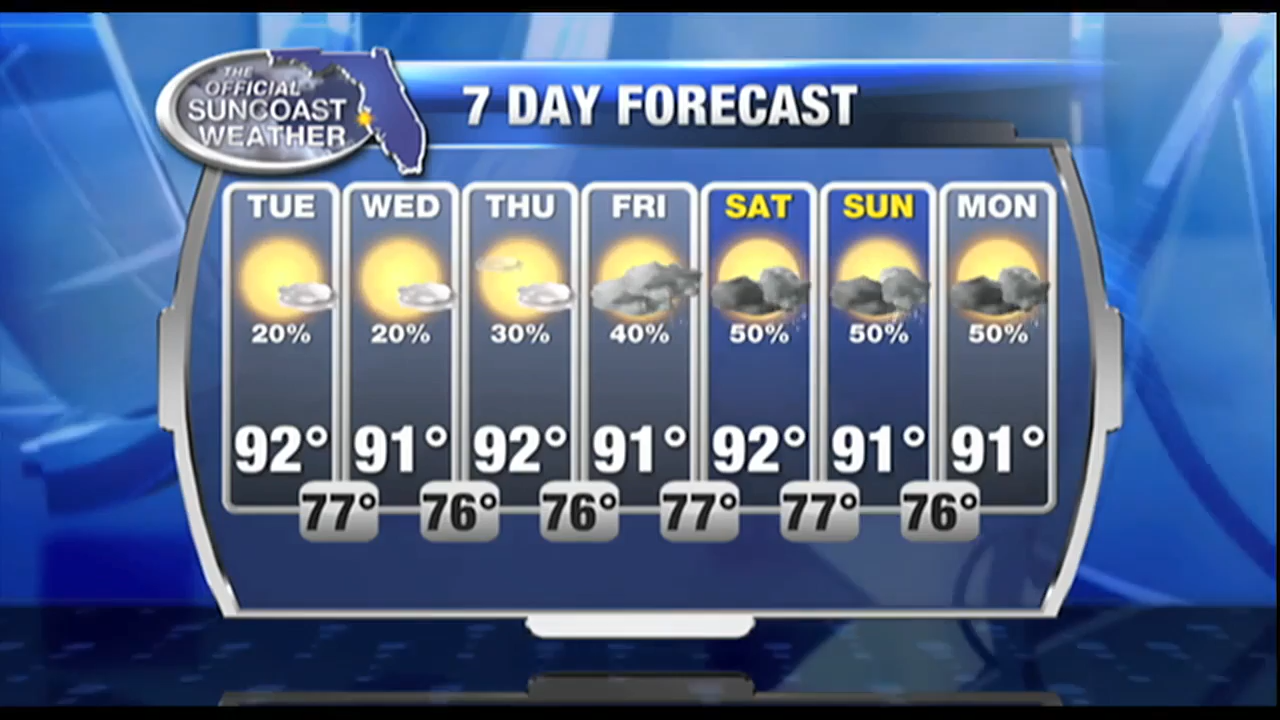 THE
OFFICIAL
SUNCOAST
WEATHER
7 DAY FORECAST
TUE WED THU FRI SAT SUN MON
20% 20% 30% 40% 50% 50% 50%
92° 91° 92° 91° 92° 91° 91°
77° 76° 76° 77° 77° 76°